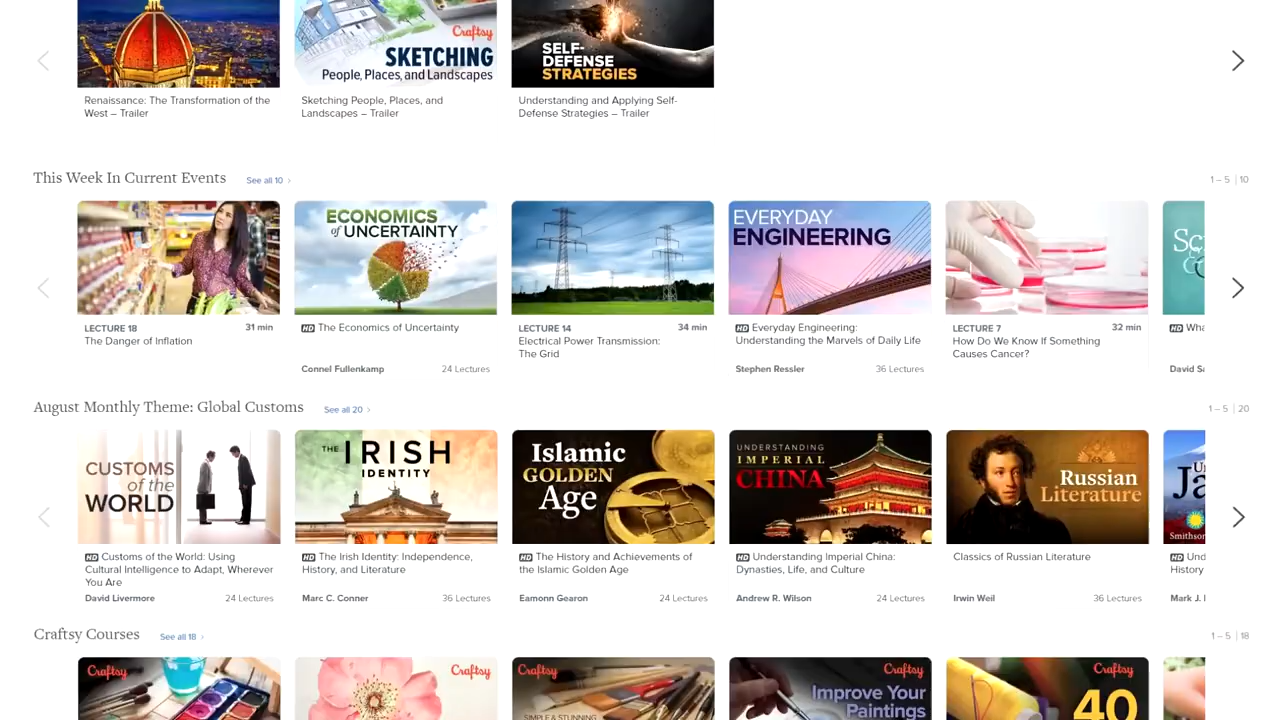 Craftsy
SKETCHING
People, Places, and Landscapes
SELF-
DEFENSE
STRATEGIES
Renaissance: The Transformation of the
West – Trailer
Sketching People, Places, and
Landscapes – Trailer
Understanding and Applying Self-
Defense Strategies – Trailer
This Week In Current Events
See all 10 >
1 – 5 | 10
ECONOMICS
of UNCERTAINTY
EVERYDAY
ENGINEERING
LECTURE 18
31 min
The Danger of Inflation
HD The Economics of Uncertainty
Connel Fullenkamp
24 Lectures
LECTURE 14
34 min
Electrical Power Transmission:
The Grid
HD Everyday Engineering:
Understanding the Marvels of Daily Life
Stephen Ressler
36 Lectures
LECTURE 7
32 min
How Do We Know If Something
Causes Cancer?
HD
August Monthly Theme: Global Customs
See all 20 >
1 – 5 | 20
CUSTOMS
of the
WORLD
THE IRISH
IDENTITY
Islamic
GOLDEN
Age
UNDERSTANDING
IMPERIAL
CHINA
Russian
Literature
HD Customs of the World: Using
Cultural Intelligence to Adapt, Wherever
You Are
David Livermore
24 Lectures
HD The Irish Identity: Independence,
History, and Literature
Marc C. Conner
36 Lectures
HD The History and Achievements of
the Islamic Golden Age
Eamonn Gearon
24 Lectures
HD Understanding Imperial China:
Dynasties, Life, and Culture
Andrew R. Wilson
24 Lectures
Classics of Russian Literature
Irwin Weil
36 Lectures
HD
History
Mark J.
Craftsy Courses
See all 18 >
1 – 5 | 18
Craftsy
Craftsy
Craftsy
SIMPLE & STUNNING
Craftsy
Improve Your
Paintings
Craftsy
40